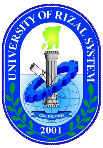 UNIVERSITY OF RIZAL SYSTEM
2001